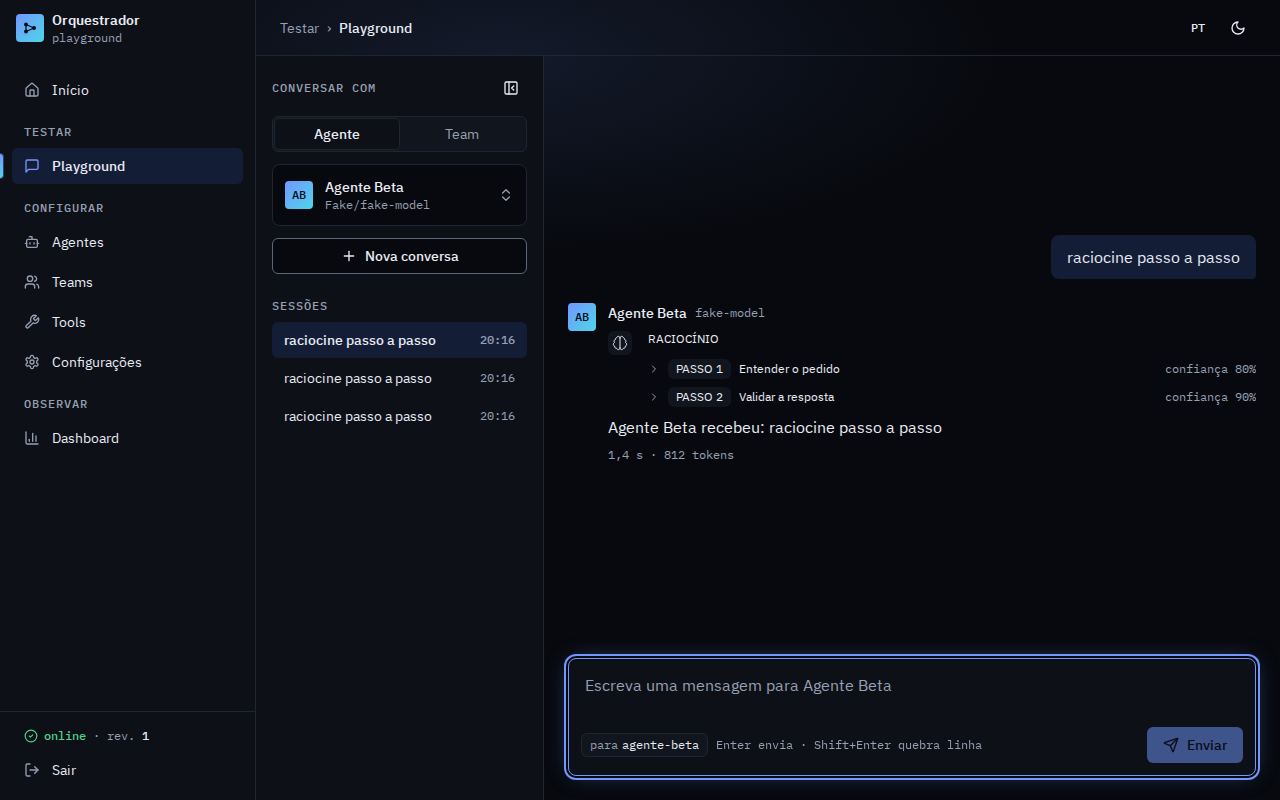 Orquestrador
playground
Início
TESTAR
Playground
CONFIGURAR
Agentes
Teams
Tools
Configurações
OBSERVAR
Dashboard
online · rev. 1
Sair
Testar › Playground
PT
CONVERSAR COM
Agente Team
AB
Agente Beta
Fake/fake-model
Nova conversa
SESSÕES
raciocine passo a passo 20:16
raciocine passo a passo 20:16
raciocine passo a passo 20:16
raciocine passo a passo
AB Agente Beta fake-model
RACIOCÍNIO
PASSO 1 Entender o pedido confiança 80%
PASSO 2 Validar a resposta confiança 90%
Agente Beta recebeu: raciocine passo a passo
1,4 s · 812 tokens
Escreva uma mensagem para Agente Beta
para agente-beta Enter envia · Shift+Enter quebra linha Enviar